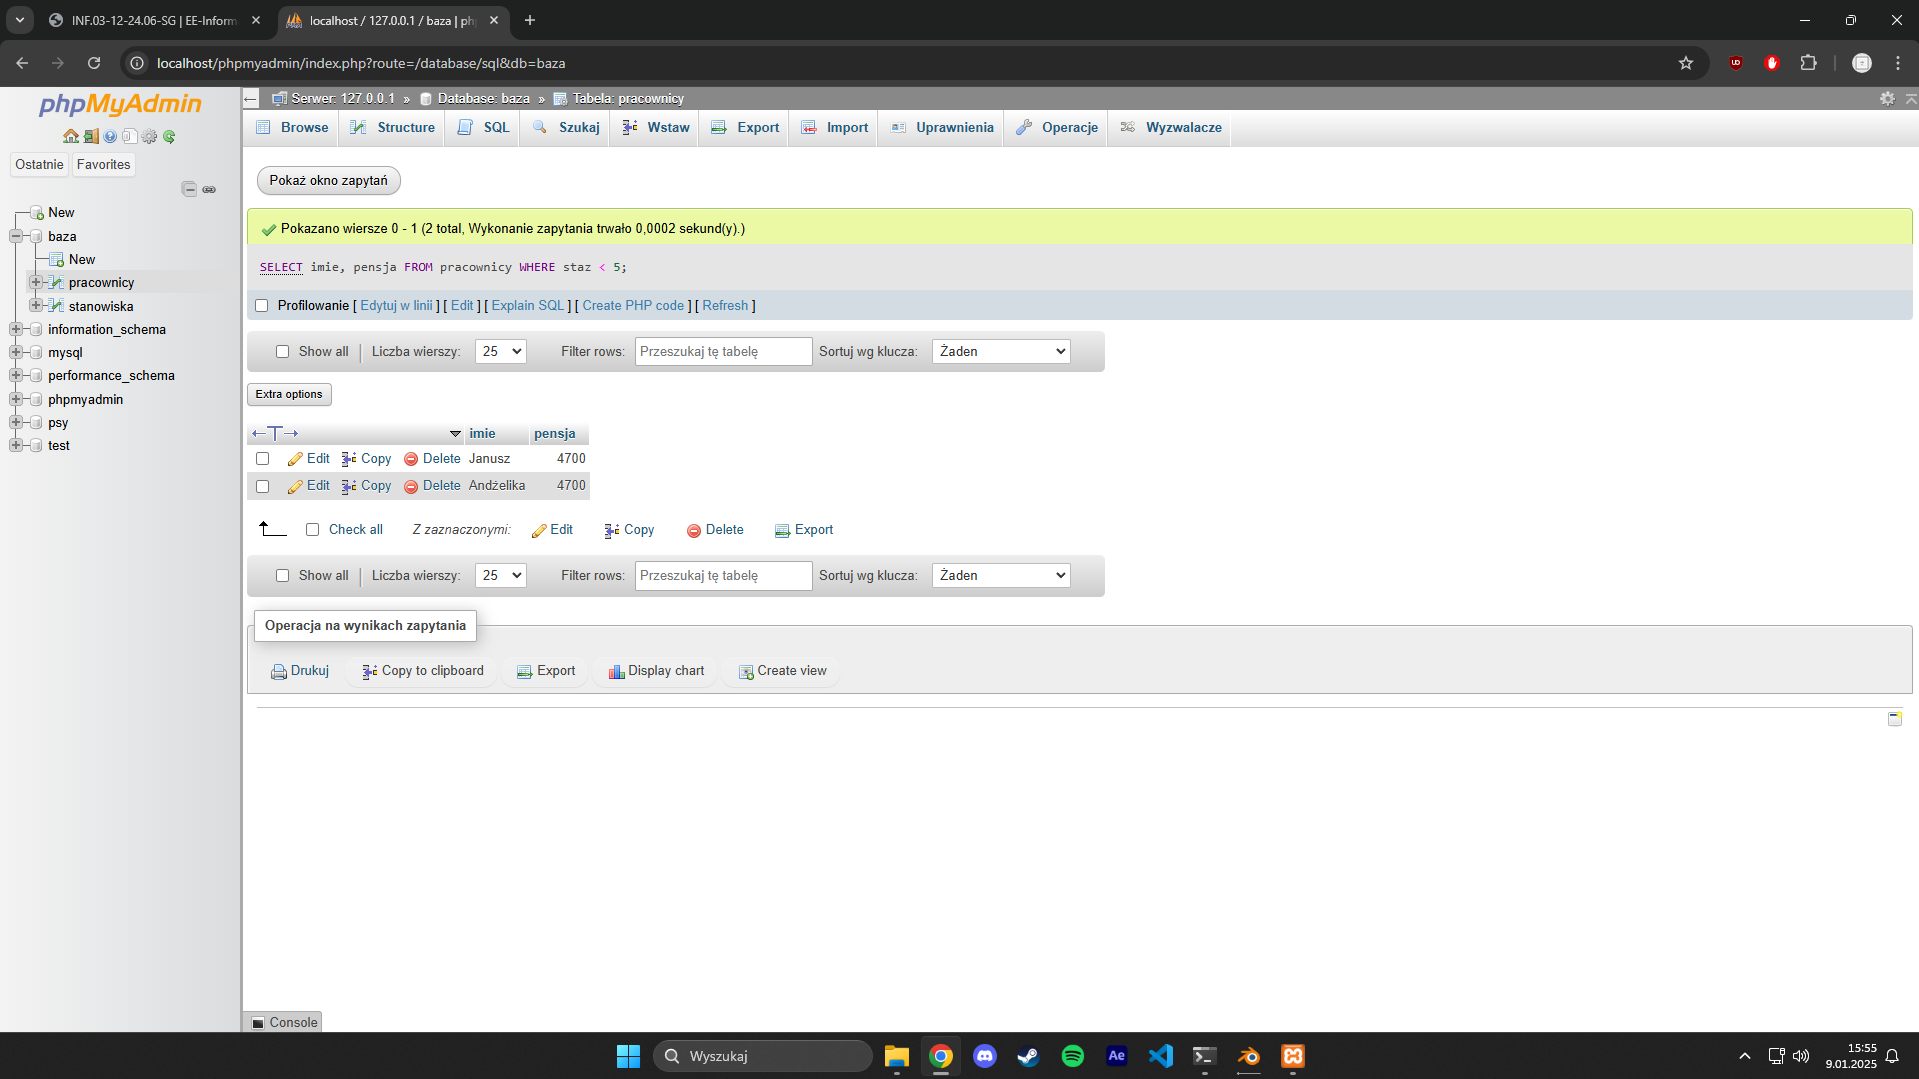 INF.03-12-24.06-SG | EE-Inform
localhost / 127.0.0.1 / baza | ph
localhost/phpmyadmin/index.php?route=/database/sql&db=baza
phpMyAdmin
Ostatnie Favorites
New
baza
New
pracownicy
stanowiska
information_schema
mysql
performance_schema
phpmyadmin
psy
test
Serwer: 127.0.0.1 » Database: baza » Tabela: pracownicy
Browse Structure SQL Szukaj Wstaw Export Import Uprawnienia Operacje Wyzwalacze
Pokaż okno zapytań
Pokazano wiersze 0 - 1 (2 total, Wykonanie zapytania trwało 0,0002 sekund(y).)
SELECT imie, pensja FROM pracownicy WHERE staz < 5;
Profilowanie [ Edytuj w linii ] [ Edit ] [ Explain SQL ] [ Create PHP code ] [ Refresh ]
Show all Liczba wierszy: 25 Filter rows: Przeszukaj tę tabelę Sortuj wg klucza: Żaden
Extra options
imie pensja
Edit Copy Delete Janusz 4700
Edit Copy Delete Andżelika 4700
Check all Z zaznaczonymi: Edit Copy Delete Export
Show all Liczba wierszy: 25 Filter rows: Przeszukaj tę tabelę Sortuj wg klucza: Żaden
Operacja na wynikach zapytania
Drukuj Copy to clipboard Export Display chart Create view
Console
Wyszukaj
Ae
15:55
9.01.2025